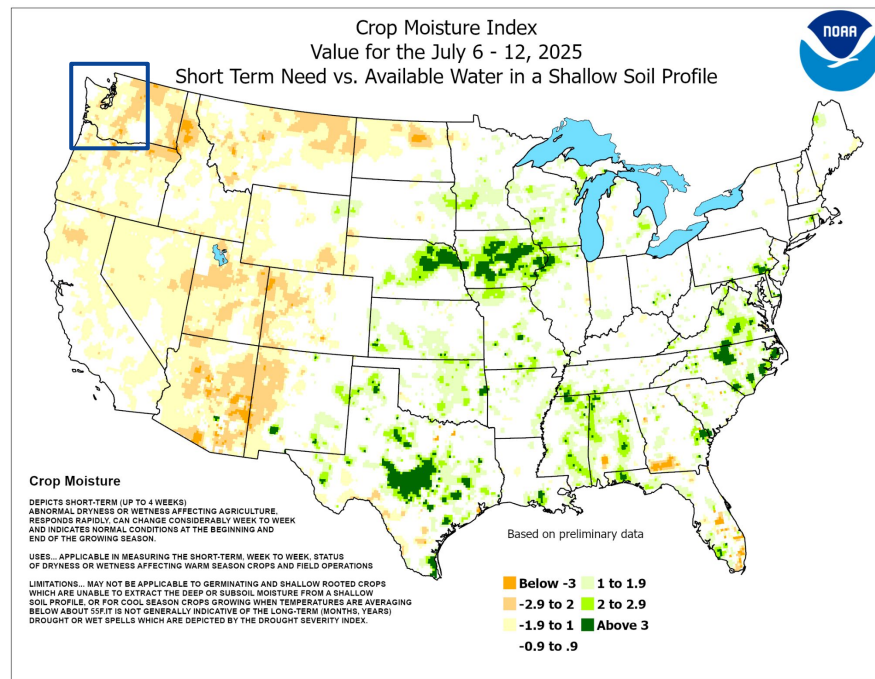 Crop Moisture Index
Value for the July 6 - 12, 2025
Short Term Need vs. Available Water in a Shallow Soil Profile
NOAA
Crop Moisture
DEPICTS SHORT-TERM (UP TO 4 WEEKS)
ABNORMAL DRYNESS OR WETNESS AFFECTING AGRICULTURE,
RESPONDS RAPIDLY, CAN CHANGE CONSIDERABLY WEEK TO WEEK
AND INDICATES NORMAL CONDITIONS AT THE BEGINNING AND
END OF THE GROWING SEASON.
USES... APPLICABLE IN MEASURING THE SHORT-TERM, WEEK TO WEEK, STATUS
OF DRYNESS OR WETNESS AFFECTING WARM SEASON CROPS AND FIELD OPERATIONS
LIMITATIONS... MAY NOT BE APPLICABLE TO GERMINATING AND SHALLOW ROOTED CROPS
WHICH ARE UNABLE TO EXTRACT THE DEEP OR SUBSOIL MOISTURE FROM A SHALLOW
SOIL PROFILE, OR FOR COOL SEASON CROPS GROWING WHEN TEMPERATURES ARE AVERAGING
BELOW ABOUT 55F.IT IS NOT GENERALLY INDICATIVE OF THE LONG-TERM (MONTHS, YEARS)
DROUGHT OR WET SPELLS WHICH ARE DEPICTED BY THE DROUGHT SEVERITY INDEX.
Based on preliminary data
Below -3
-2.9 to 2
-1.9 to 1
-0.9 to .9
1 to 1.9
2 to 2.9
Above 3